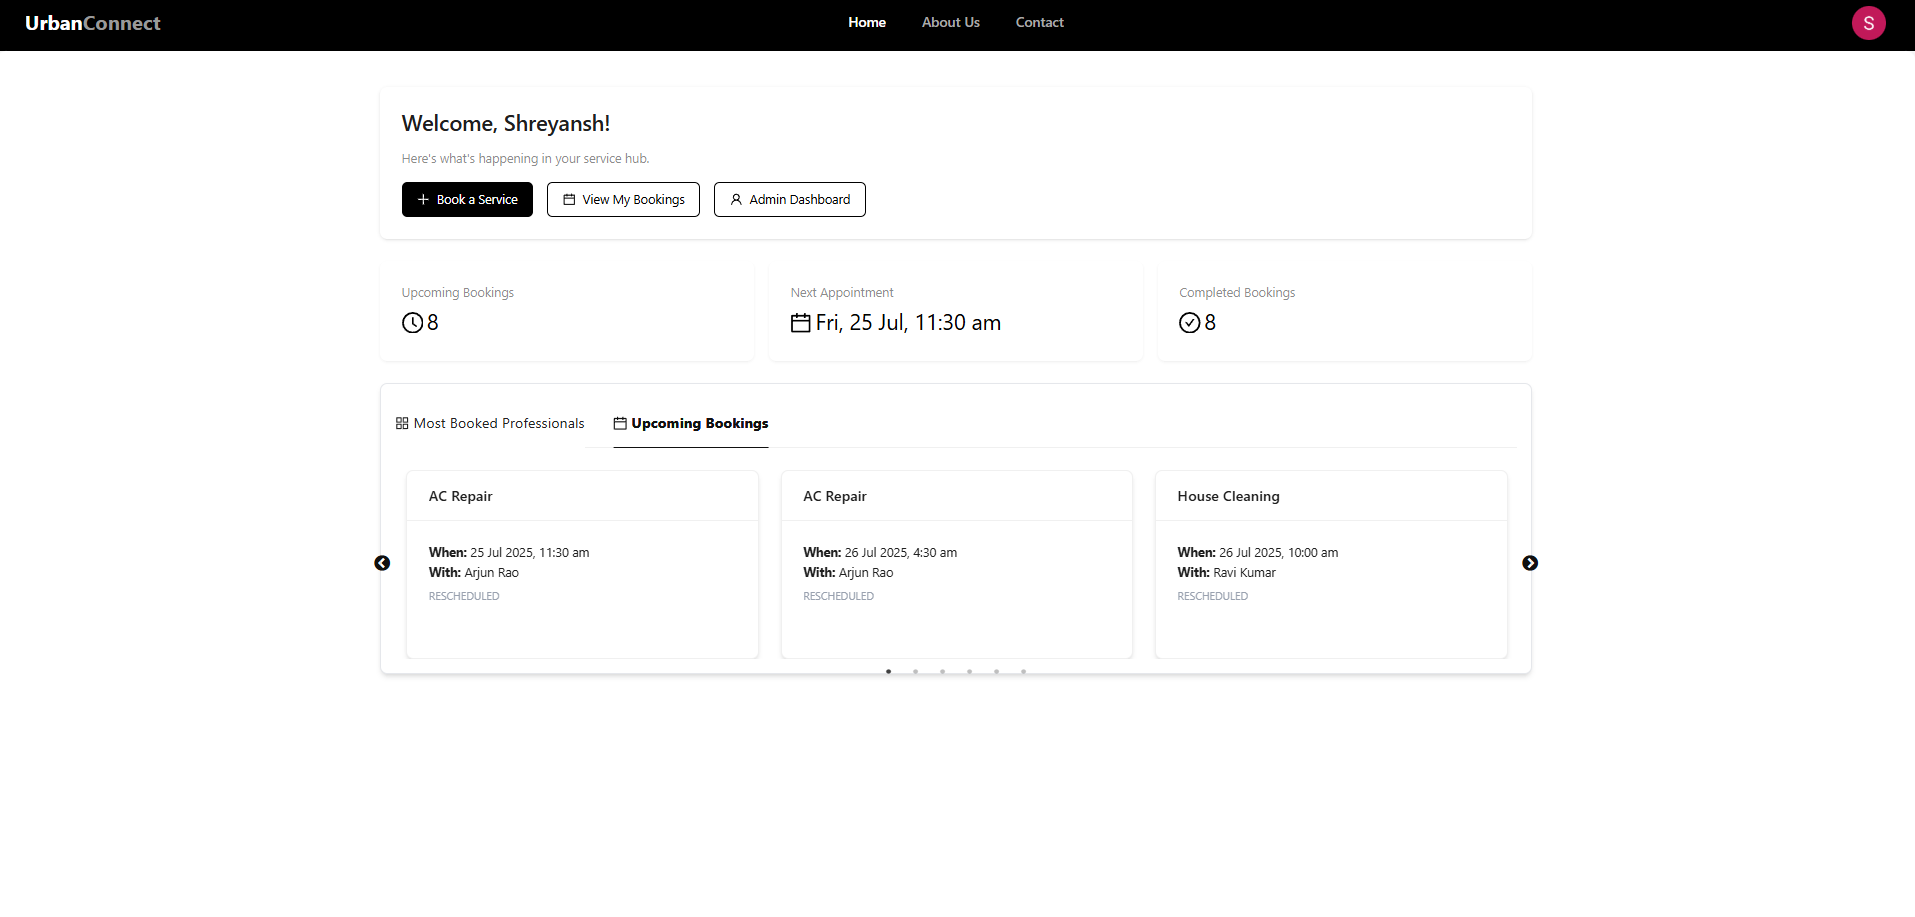 UrbanConnect
Home About Us Contact
S
Welcome, Shreyansh!
Here's what's happening in your service hub.
Book a Service View My Bookings Admin Dashboard
Upcoming Bookings
8
Next Appointment
Fri, 25 Jul, 11:30 am
Completed Bookings
8
Most Booked Professionals Upcoming Bookings
AC Repair
When: 25 Jul 2025, 11:30 am
With: Arjun Rao
RESCHEDULED
AC Repair
When: 26 Jul 2025, 4:30 am
With: Arjun Rao
RESCHEDULED
House Cleaning
When: 26 Jul 2025, 10:00 am
With: Ravi Kumar
RESCHEDULED